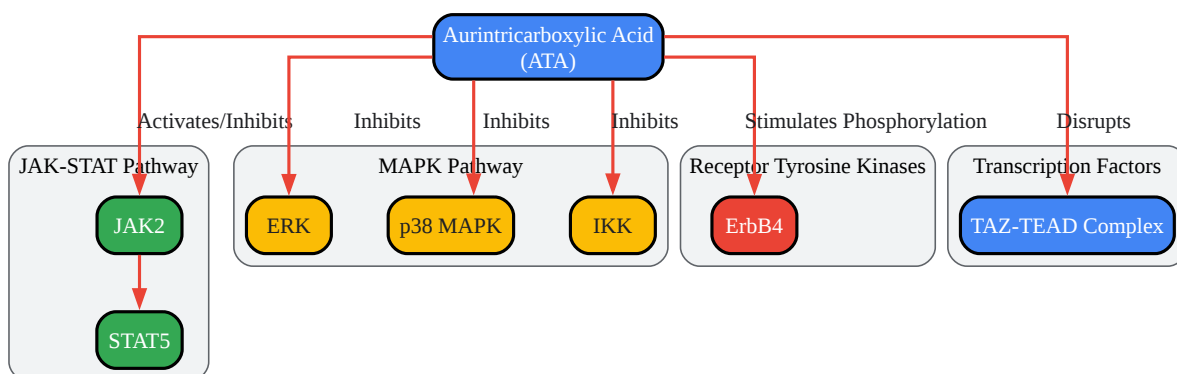 Aurintricarboxylic Acid
(ATA)
Activates/Inhibits
Inhibits
Inhibits
Inhibits
Stimulates Phosphorylation
Disrupts
JAK-STAT Pathway
MAPK Pathway
Receptor Tyrosine Kinases
Transcription Factors
JAK2
ERK
p38 MAPK
IKK
ErbB4
TAZ-TEAD Complex
STAT5